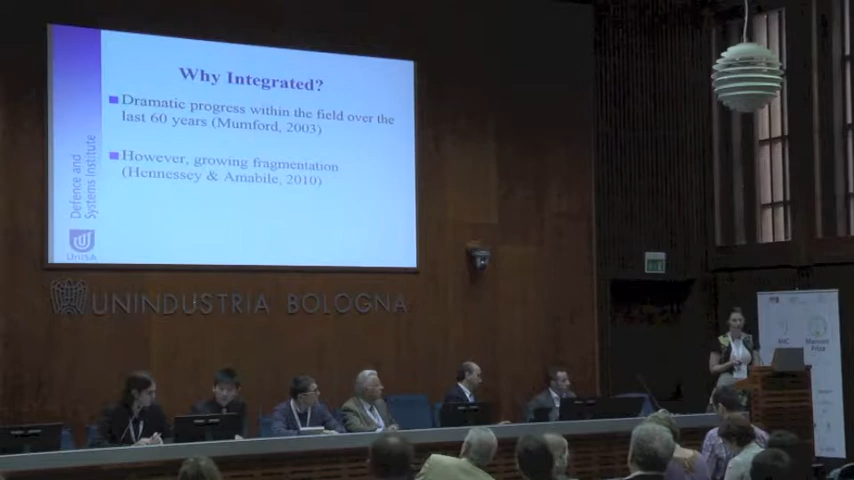 Why Integrated?
Dramatic progress within the field over the
last 60 years (Mumford, 2003)
However, growing fragmentation
(Hennessey & Amabile, 2010)
Defence and
Systems Institute
UniSA
UNINDUSTRIA BOLOGNA